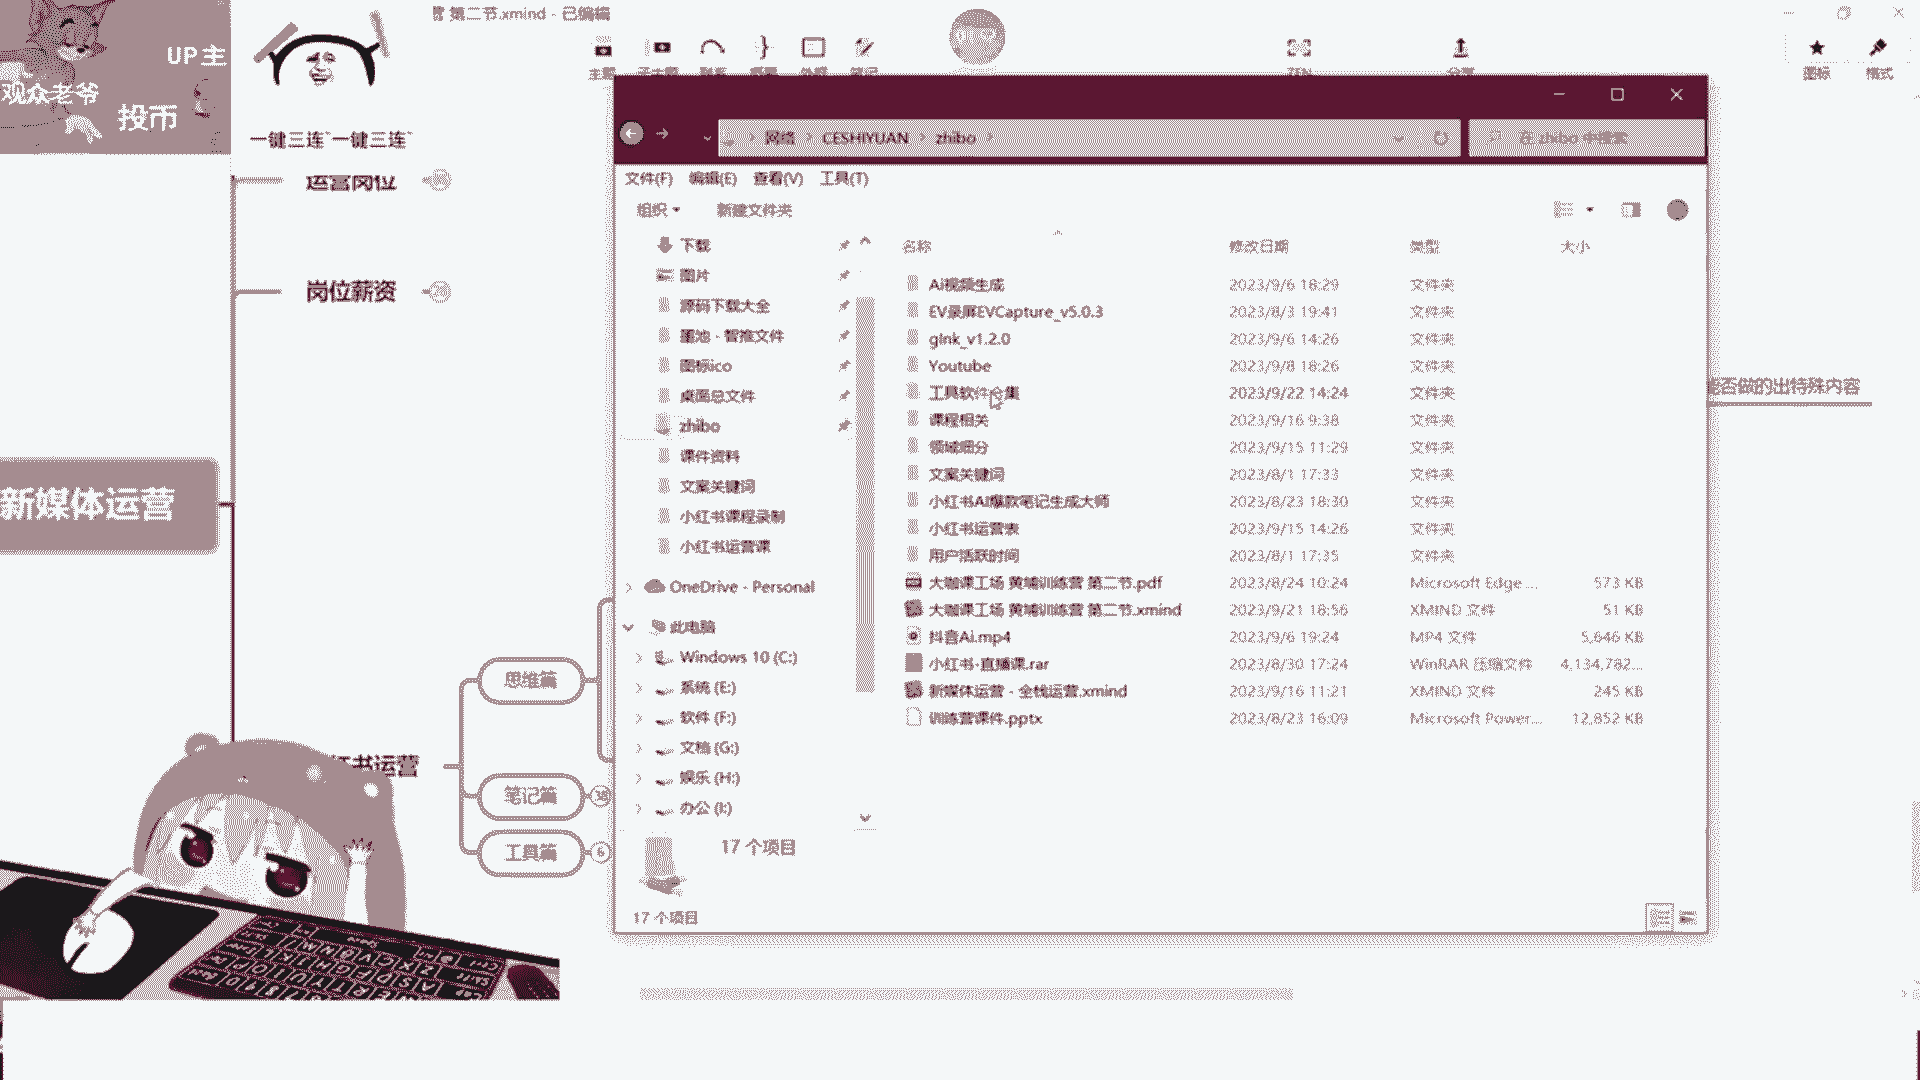 第二节.xmind - 已编辑
UP 主
观众老爷
投币
一键三连`一键三连`
ZEN
图标
格式
网络 › CESHIYUAN › zhibo ›
在 zhibo 中搜索
文件(F) 编辑(E) 查看(V) 工具(T)
组织 新建文件夹
名称 修改日期 类型 大小
下载
图片
源码下载大全
星池 - 智推文件
图标ico
桌面总文件
zhibo
课件资料
文案关键词
小红书课程录制
小红书运营课
OneDrive - Personal
此电脑
Windows 10 (C:)
系统 (E:)
软件 (F:)
文档 (G:)
娱乐 (H:)
办公 (I:)
AI视频生成 2023/9/6 18:29 文件夹
EV录屏EVCapture_v5.0.3 2023/8/3 19:41 文件夹
gInk_v1.2.0 2023/9/6 14:26 文件夹
Youtube 2023/9/8 18:26 文件夹
工具软件合集 2023/9/22 14:24 文件夹
课程相关 2023/9/16 9:38 文件夹
领域细分 2023/9/15 11:29 文件夹
文案关键词 2023/8/1 17:33 文件夹
小红书AI爆款笔记生成大师 2023/8/23 18:30 文件夹
小红书运营表 2023/9/15 14:26 文件夹
用户活跃时间 2023/8/1 17:35 文件夹
大咖课工场 黄埔训练营 第二节.pdf 2023/8/24 10:24 Microsoft Edge ... 573 KB
大咖课工场 黄埔训练营 第二节.xmind 2023/9/21 18:56 XMIND 文件 51 KB
抖音Ai.mp4 2023/9/6 19:24 MP4 文件 5,646 KB
小红书-直播课.rar 2023/8/30 17:24 WinRAR 压缩文件 4,134,782...
新媒体运营 - 全栈运营.xmind 2023/9/16 11:21 XMIND 文件 245 KB
训练营课件.pptx 2023/8/23 16:09 Microsoft Power... 12,852 KB
17 个项目
17 个项目
运营岗位
岗位薪资
新媒体运营
书运营
思维篇
笔记篇 38
工具篇 6
能否做的出特殊内容